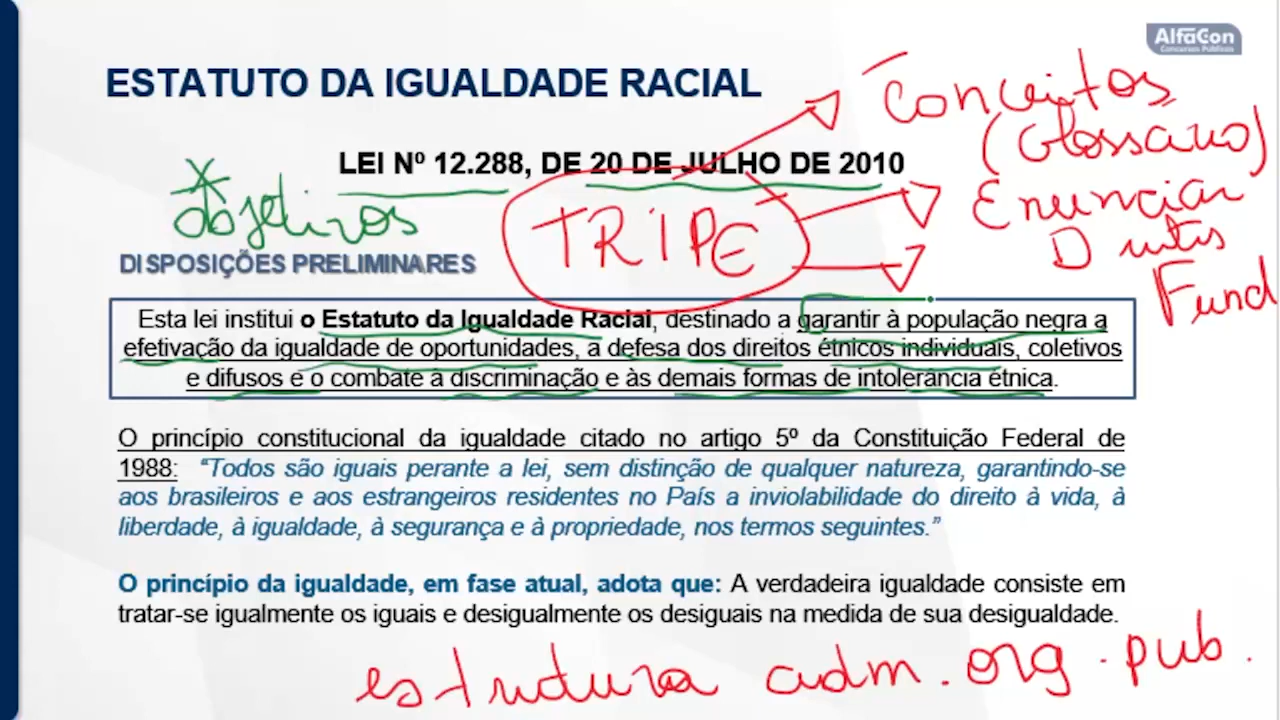 AlfaCon
Concursos Públicos
ESTATUTO DA IGUALDADE RACIAL
Conceitos
(Glossário)
LEI Nº 12.288, DE 20 DE JULHO DE 2010
objetivos
TRIPE
Enunciar
Fund
DISPOSIÇÕES PRELIMINARES
Esta lei institui o Estatuto da Igualdade Racial, destinado a garantir à população negra a
efetivação da igualdade de oportunidades, a defesa dos direitos étnicos individuais, coletivos
e difusos e o combate à discriminação e às demais formas de intolerância étnica.
O princípio constitucional da igualdade citado no artigo 5º da Constituição Federal de
1988: “Todos são iguais perante a lei, sem distinção de qualquer natureza, garantindo-se
aos brasileiros e aos estrangeiros residentes no País a inviolabilidade do direito à vida, à
liberdade, à igualdade, à segurança e à propriedade, nos termos seguintes.”
O princípio da igualdade, em fase atual, adota que: A verdadeira igualdade consiste em
tratar-se igualmente os iguais e desigualmente os desiguais na medida de sua desigualdade.
estrutura adm. org. pub.